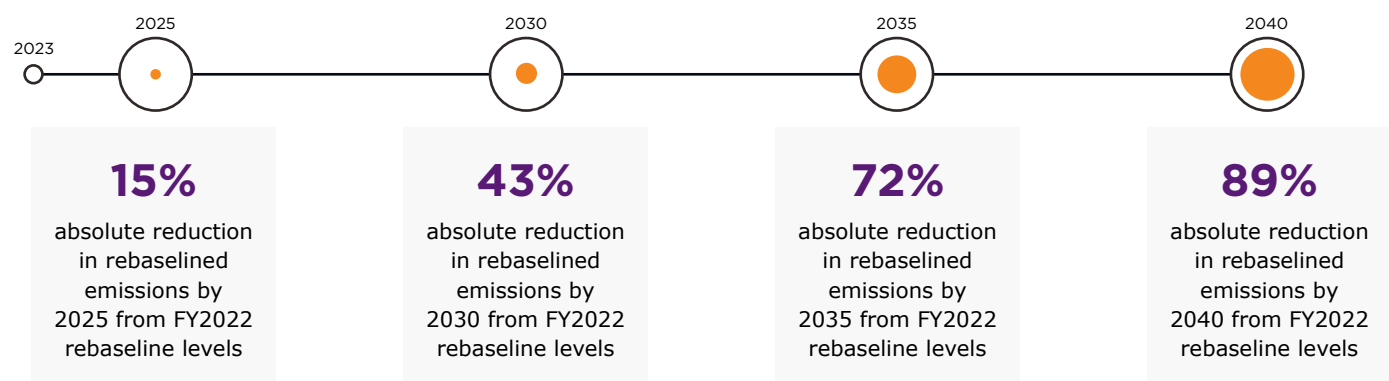 2023
2025
2030
2035
2040
15%
absolute reduction
in rebaselined
emissions by
2025 from FY2022
rebaseline levels
43%
absolute reduction
in rebaselined
emissions by
2030 from FY2022
rebaseline levels
72%
absolute reduction
in rebaselined
emissions by
2035 from FY2022
rebaseline levels
89%
absolute reduction
in rebaselined
emissions by
2040 from FY2022
rebaseline levels